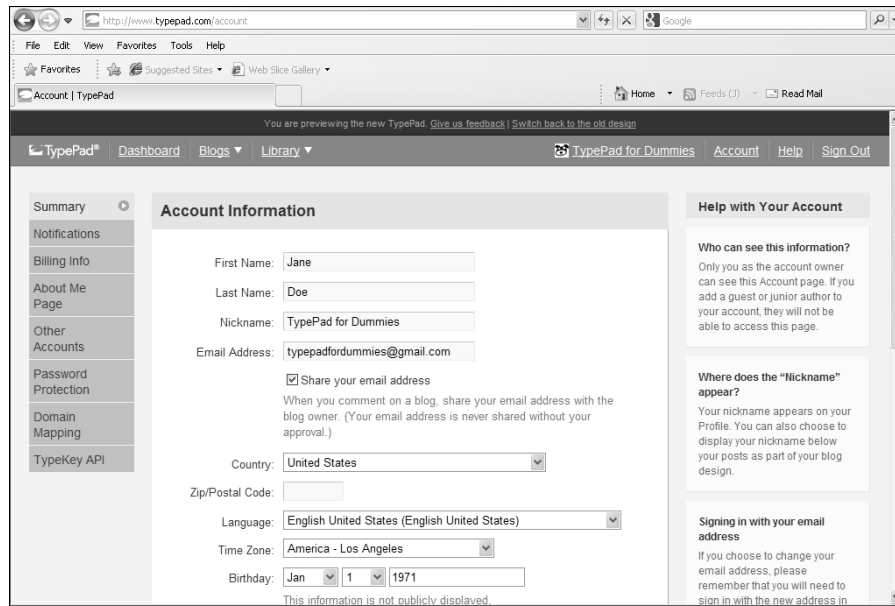 http://www.typepad.com/account
Google
File Edit View Favorites Tools Help
Favorites Suggested Sites Web Slice Gallery
Account | TypePad
Home Feeds (J) Read Mail
You are previewing the new TypePad. Give us feedback | Switch back to the old design
TypePad® Dashboard Blogs Library TypePad for Dummies Account Help Sign Out
Summary
Notifications
Billing Info
About Me
Page
Other
Accounts
Password
Protection
Domain
Mapping
TypeKey API
Account Information
First Name: Jane
Last Name: Doe
Nickname: TypePad for Dummies
Email Address: typepadfordummies@gmail.com
Share your email address
When you comment on a blog, share your email address with the
blog owner. (Your email address is never shared without your
approval.)
Country: United States
Zip/Postal Code:
Language: English United States (English United States)
Time Zone: America - Los Angeles
Birthday: Jan 1 1971
This information is not publicly displayed.
Help with Your Account
Who can see this information?
Only you as the account owner
can see this Account page. If you
add a guest or junior author to
your account, they will not be
able to access this page.
Where does the “Nickname”
appear?
Your nickname appears on your
Profile. You can also choose to
display your nickname below
your posts as part of your blog
design.
Signing in with your email
address
If you choose to change your
email address, please
remember that you will need to
sign in with the new address in